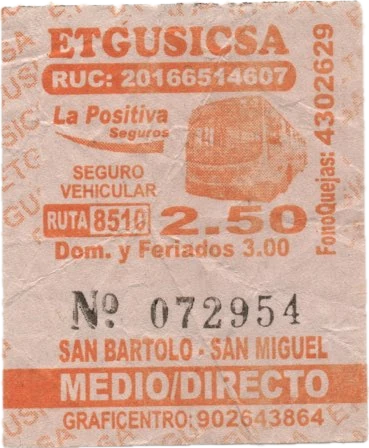 ETGUSICSA
RUC: 20166514607
La Positiva
Seguros
SEGURO
VEHICULAR
RUTA 8510 2.50
Dom. y Feriados 3.00
FonoQuejas: 4302629
Nº 072954
SAN BARTOLO - SAN MIGUEL
MEDIO/DIRECTO
GRAFICENTRO: 902643864